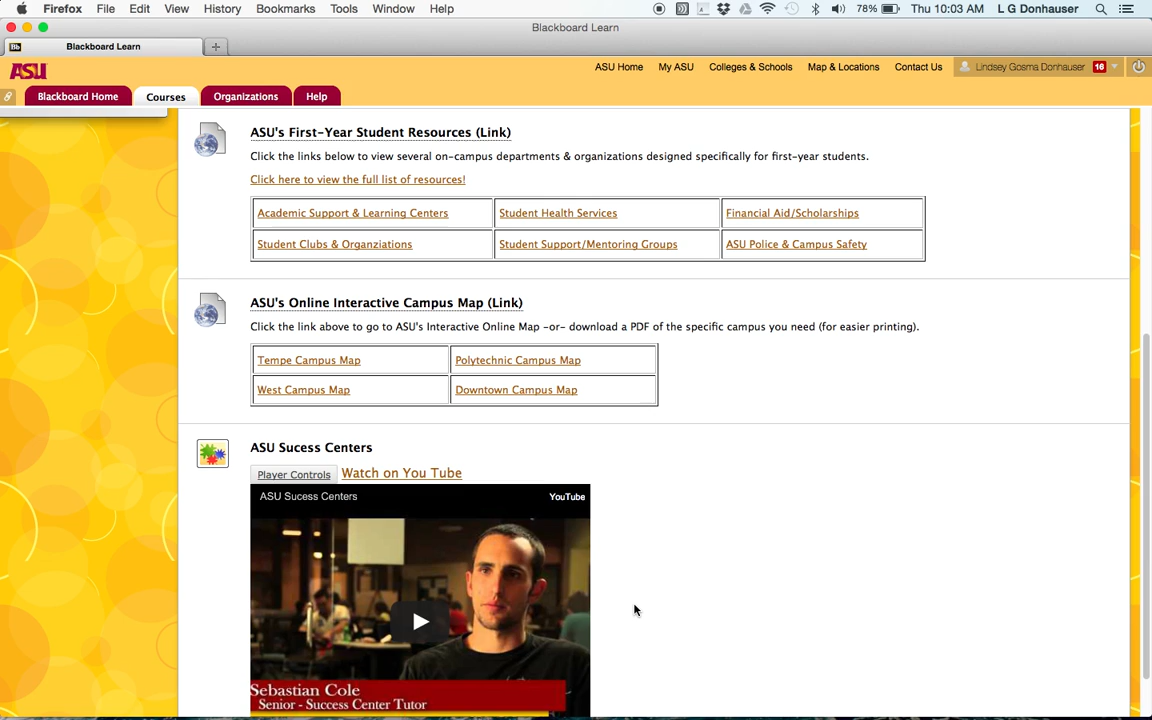 Firefox File Edit View History Bookmarks Tools Window Help 78% Thu 10:03 AM L G Donhauser
Blackboard Learn
Bb Blackboard Learn +
ASU ASU Home My ASU Colleges & Schools Map & Locations Contact Us Lindsey Gosma Donhauser 16
Blackboard Home Courses Organizations Help
ASU's First-Year Student Resources (Link)
Click the links below to view several on-campus departments & organizations designed specifically for first-year students.
Click here to view the full list of resources!
Academic Support & Learning Centers Student Health Services Financial Aid/Scholarships
Student Clubs & Organziations Student Support/Mentoring Groups ASU Police & Campus Safety
ASU's Online Interactive Campus Map (Link)
Click the link above to go to ASU's Interactive Online Map -or- download a PDF of the specific campus you need (for easier printing).
Tempe Campus Map Polytechnic Campus Map
West Campus Map Downtown Campus Map
ASU Sucess Centers
Player Controls Watch on You Tube
ASU Sucess Centers YouTube
Sebastian Cole
Senior - Success Center Tutor